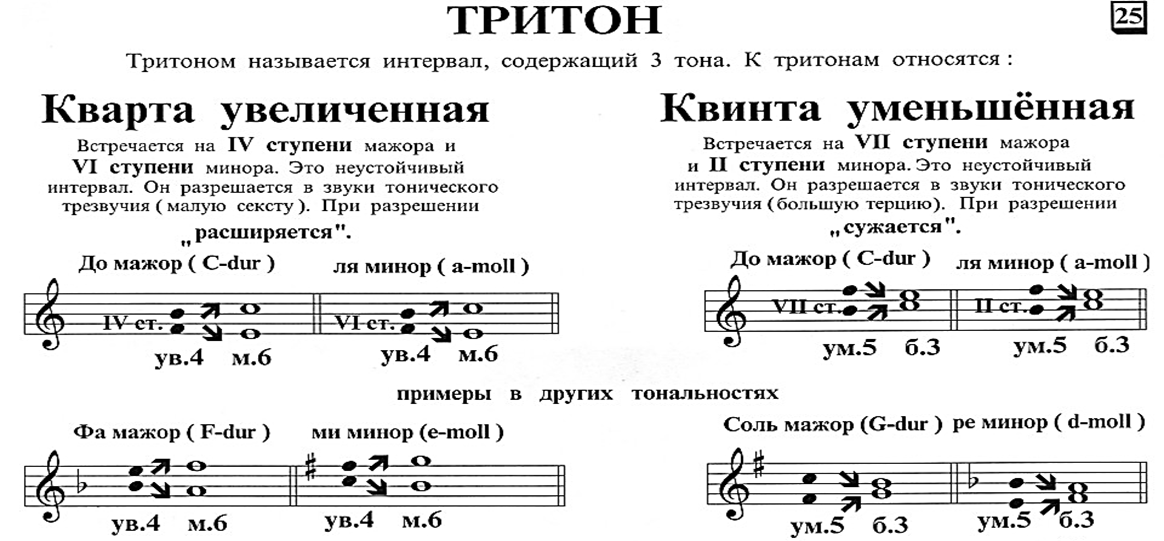 ТРИТОН
25
Тритоном называется интервал, содержащий 3 тона. К тритонам относятся :
Кварта увеличенная
Встречается на IV ступени мажора и
VI ступени минора. Это неустойчивый
интервал. Он разрешается в звуки тонического
трезвучия ( малую сексту ). При разрешении
„расширяется".
До мажор ( C-dur )
ля минор ( a-moll )
IV ст.
VI ст.
ув.4 м.6
ув.4 м.6
Квинта уменьшённая
Встречается на VII ступени мажора
и II ступени минора. Это неустойчивый
интервал. Он разрешается в звуки тонического
трезвучия (большую терцию). При разрешении
„сужается".
До мажор ( C-dur )
ля минор ( a-moll )
VII ст.
II ст.
ум.5 б.3
ум.5 б.3
примеры в других тональностях
Фа мажор ( F-dur )
ми минор (e-moll )
ув.4 м.6
ув.4 м.6
Соль мажор (G-dur )
ре минор ( d-moll )
ум.5 б.3
ум.5 б.3